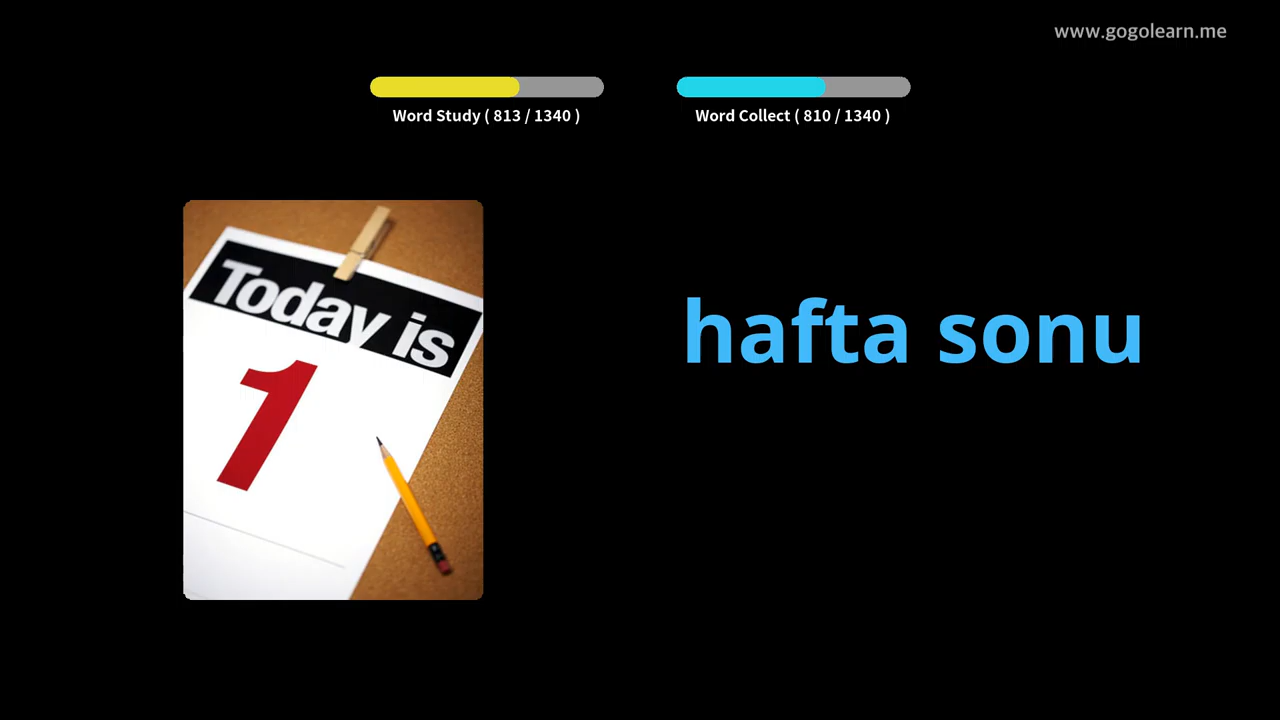 www.gogolearn.me
Word Study ( 813 / 1340 )
Word Collect ( 810 / 1340 )
Today is
1
hafta sonu